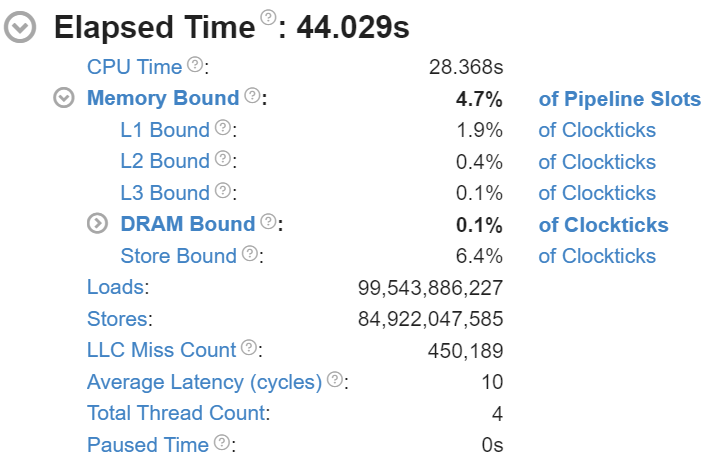 Elapsed Time ?: 44.029s
CPU Time ?: 28.368s
Memory Bound ?: 4.7% of Pipeline Slots
L1 Bound ?: 1.9% of Clockticks
L2 Bound ?: 0.4% of Clockticks
L3 Bound ?: 0.1% of Clockticks
DRAM Bound ?: 0.1% of Clockticks
Store Bound ?: 6.4% of Clockticks
Loads: 99,543,886,227
Stores: 84,922,047,585
LLC Miss Count ?: 450,189
Average Latency (cycles) ?: 10
Total Thread Count: 4
Paused Time ?: 0s